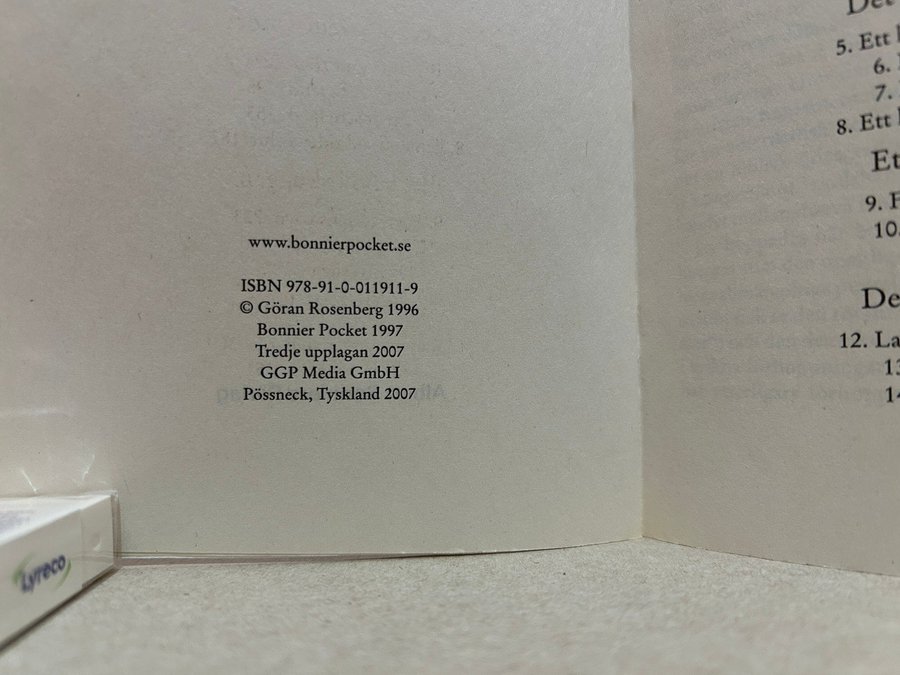 www.bonnierpocket.se
ISBN 978-91-0-011911-9
© Göran Rosenberg 1996
Bonnier Pocket 1997
Tredje upplagan 2007
GGP Media GmbH
Pössneck, Tyskland 2007
Det
5. Ett
6.
7.
8. Ett
Et
9. F
10.
De
12. La
13
14
Lyreco